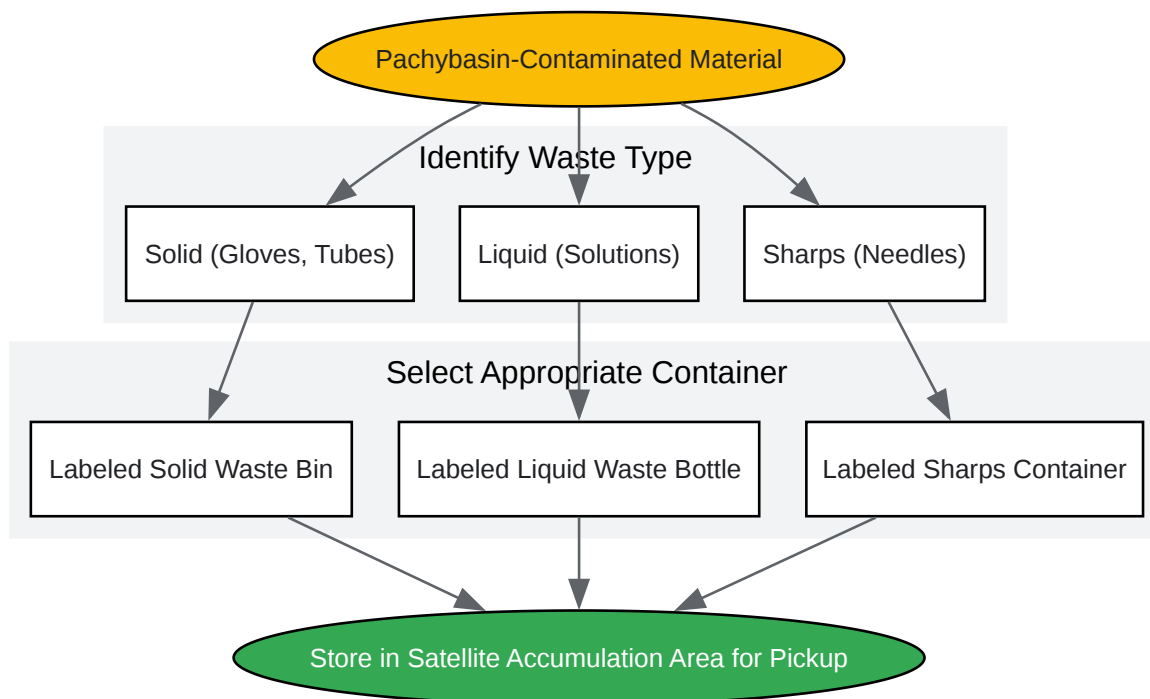 Pachybasin-Contaminated Material
Identify Waste Type
Solid (Gloves, Tubes)
Liquid (Solutions)
Sharps (Needles)
Select Appropriate Container
Labeled Solid Waste Bin
Labeled Liquid Waste Bottle
Labeled Sharps Container
Store in Satellite Accumulation Area for Pickup